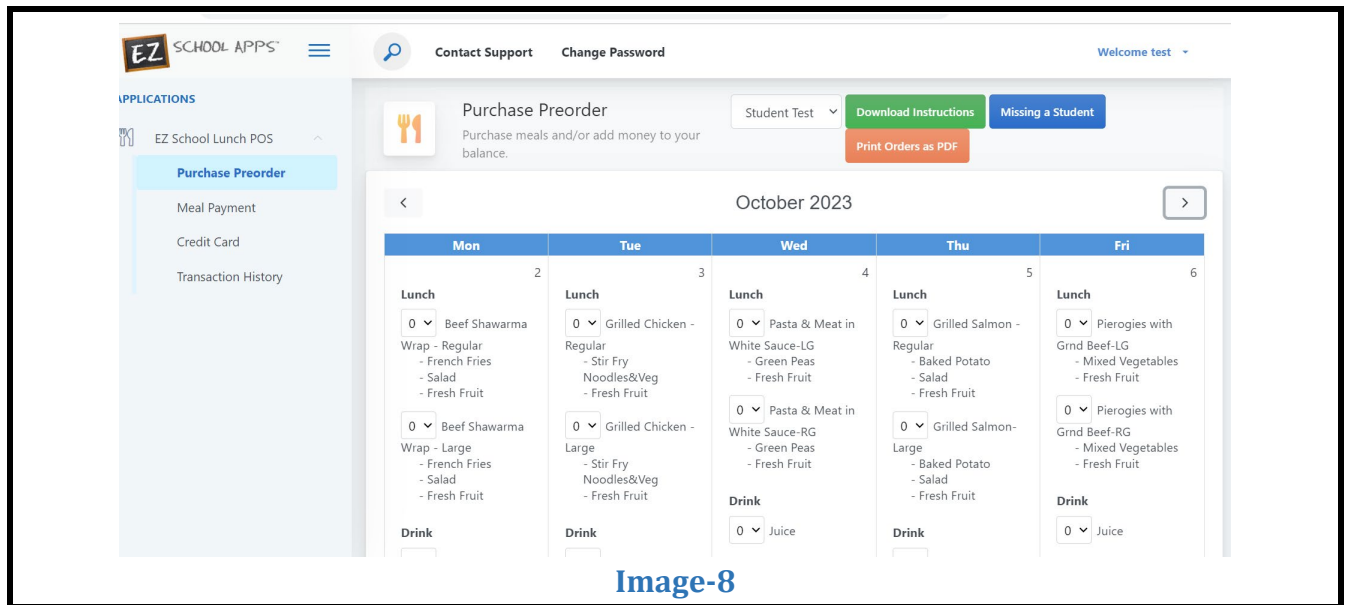 EZ SCHOOL APPS
Contact Support Change Password Welcome test
APPLICATIONS
EZ School Lunch POS
Purchase Preorder
Meal Payment
Credit Card
Transaction History
Purchase Preorder
Purchase meals and/or add money to your
balance.
Student Test
Download Instructions
Missing a Student
Print Orders as PDF
October 2023
Mon Tue Wed Thu Fri
2
Lunch
0 Beef Shawarma
Wrap - Regular
- French Fries
- Salad
- Fresh Fruit
0 Beef Shawarma
Wrap - Large
- French Fries
- Salad
- Fresh Fruit
Drink
3
Lunch
0 Grilled Chicken -
Regular
- Stir Fry
Noodles&Veg
- Fresh Fruit
0 Grilled Chicken -
Large
- Stir Fry
Noodles&Veg
- Fresh Fruit
Drink
4
Lunch
0 Pasta & Meat in
White Sauce-LG
- Green Peas
- Fresh Fruit
0 Pasta & Meat in
White Sauce-RG
- Green Peas
- Fresh Fruit
Drink
0 Juice
5
Lunch
0 Grilled Salmon -
Regular
- Baked Potato
- Salad
- Fresh Fruit
0 Grilled Salmon-
Large
- Baked Potato
- Salad
- Fresh Fruit
Drink
6
Lunch
0 Pierogies with
Grnd Beef-LG
- Mixed Vegetables
- Fresh Fruit
0 Pierogies with
Grnd Beef-RG
- Mixed Vegetables
- Fresh Fruit
Drink
0 Juice
Image-8